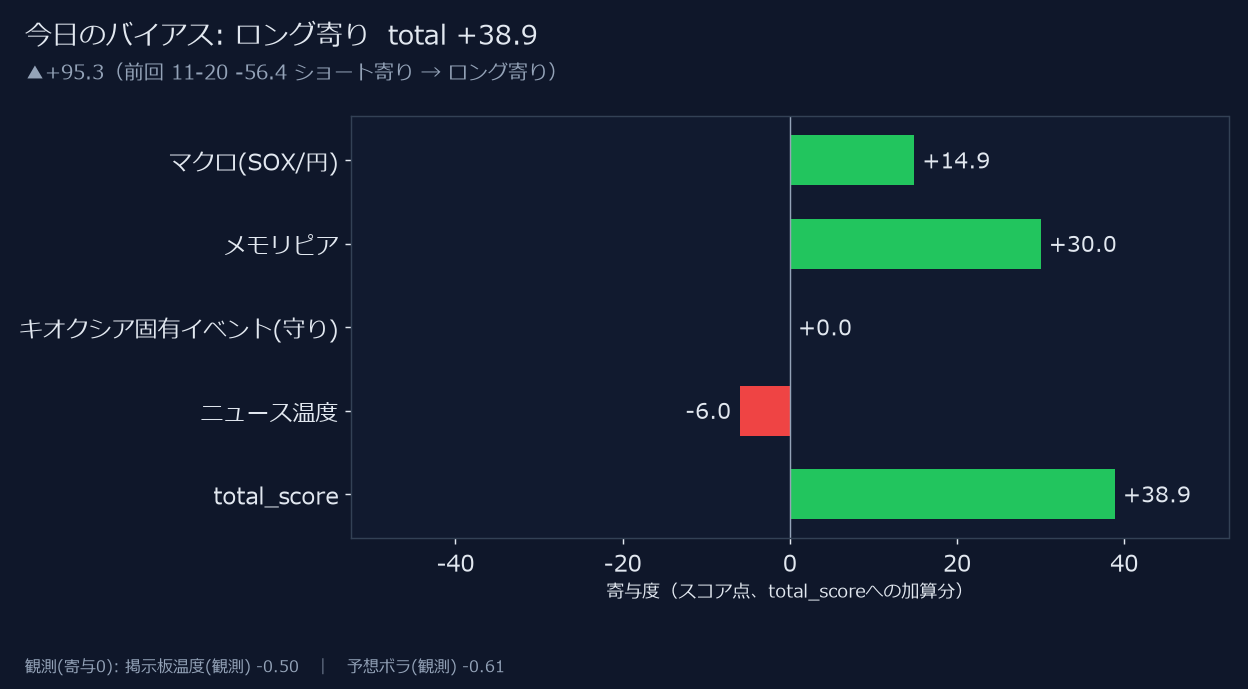 今日のバイアス: ロング寄り  total +38.9
▲+95.3（前回 11-20 -56.4 ショート寄り → ロング寄り）
マクロ(SOX/円) +14.9
メモリピア +30.0
キオクシア固有イベント(守り) +0.0
ニュース温度 -6.0
total_score +38.9
-40 -20 0 20 40
寄与度（スコア点、total_scoreへの加算分）
観測(寄与0): 掲示板温度(観測) -0.50 | 予想ボラ(観測) -0.61